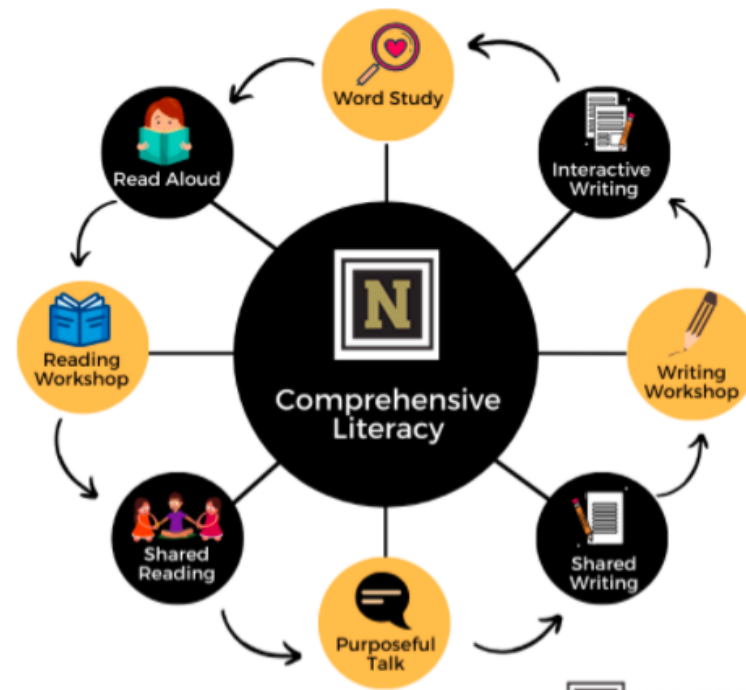 Word Study
Read Aloud
Interactive
Writing
N
Comprehensive
Literacy
Reading
Workshop
Writing
Workshop
Shared
Reading
Shared
Writing
Purposeful
Talk